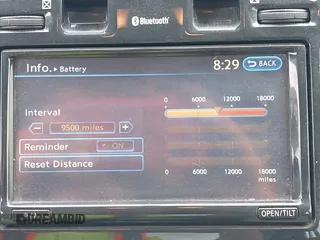 Bluetooth
Info. ▸ Battery
8:29
BACK
Interval
0 6000 12000 18000
− 9500 miles +
Reminder ON
Reset Distance
0 6000 12000 18000
miles
DREAMBID
OPEN/TILT